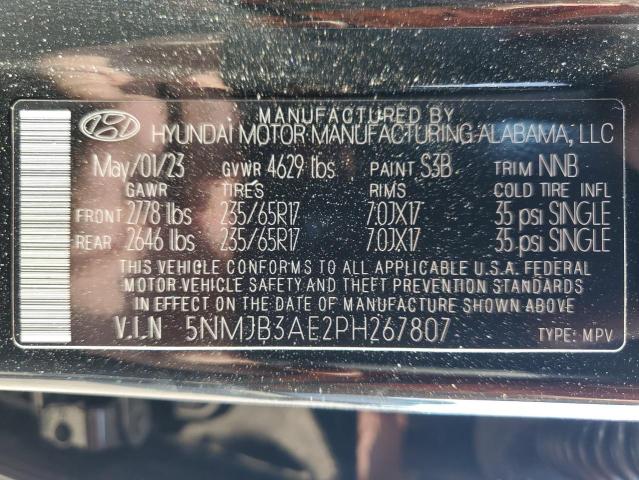 MANUFACTURED BY
HYUNDAI MOTOR MANUFACTURING ALABAMA, LLC
May/01/23 GVWR 4629 lbs PAINT S3B TRIM NNB
GAWR TIRES RIMS COLD TIRE INFL
FRONT 2778 lbs 235/65R17 7.0JX17 35 psi SINGLE
REAR 2646 lbs 235/65R17 7.0JX17 35 psi SINGLE
THIS VEHICLE CONFORMS TO ALL APPLICABLE U.S.A. FEDERAL
MOTOR VEHICLE SAFETY AND THEFT PREVENTION STANDARDS
IN EFFECT ON THE DATE OF MANUFACTURE SHOWN ABOVE
V.I.N 5NMJB3AE2PH267807 TYPE: MPV